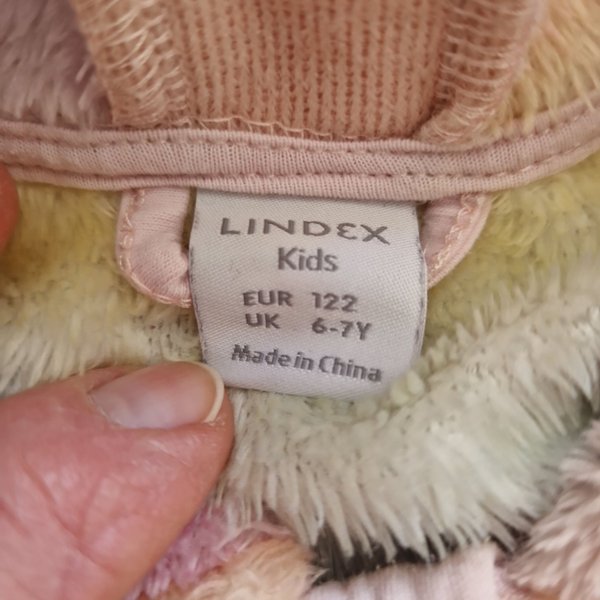 LINDEX
Kids
EUR 122
UK 6-7Y
Made in China